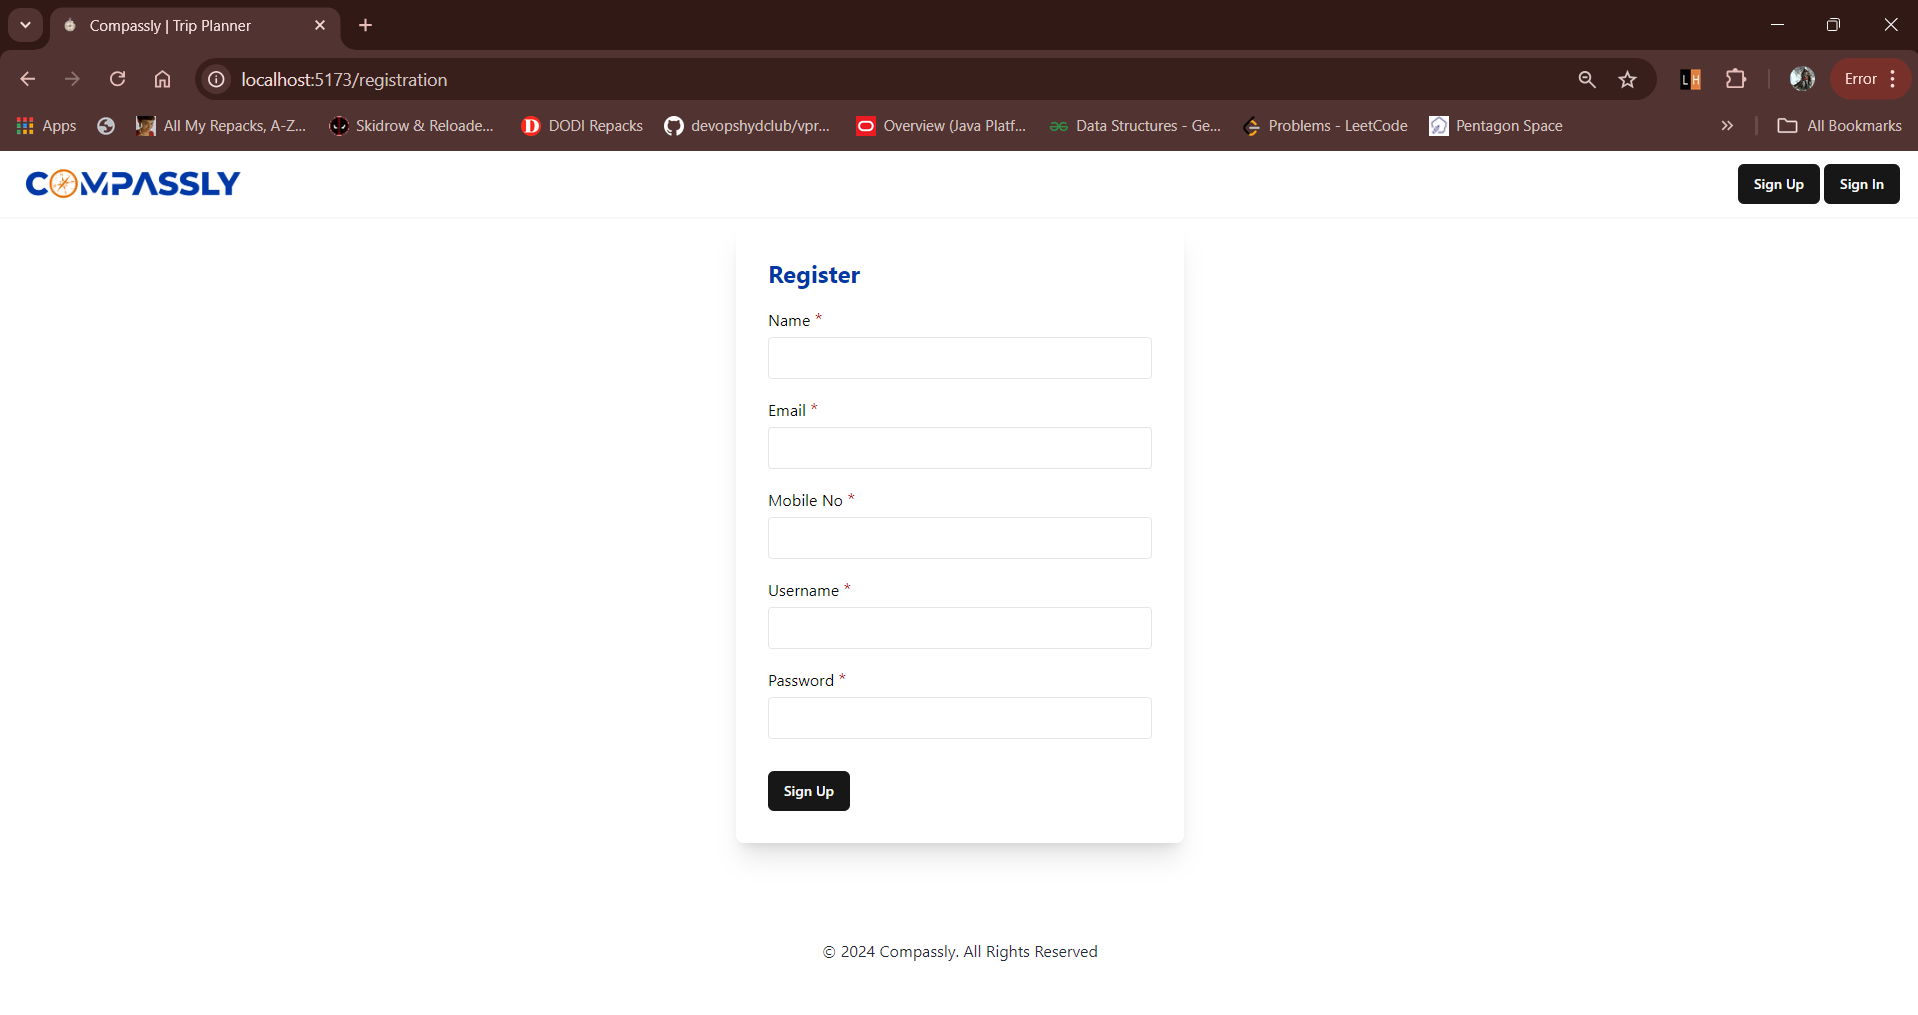 Compassly | Trip Planner
localhost:5173/registration
Error
Apps
All My Repacks, A-Z...
Skidrow & Reloade...
DODI Repacks
devopshydclub/vpr...
Overview (Java Platf...
Data Structures - Ge...
Problems - LeetCode
Pentagon Space
All Bookmarks
COMPASSLY
Sign Up
Sign In
Register
Name *
Email *
Mobile No *
Username *
Password *
Sign Up
© 2024 Compassly. All Rights Reserved